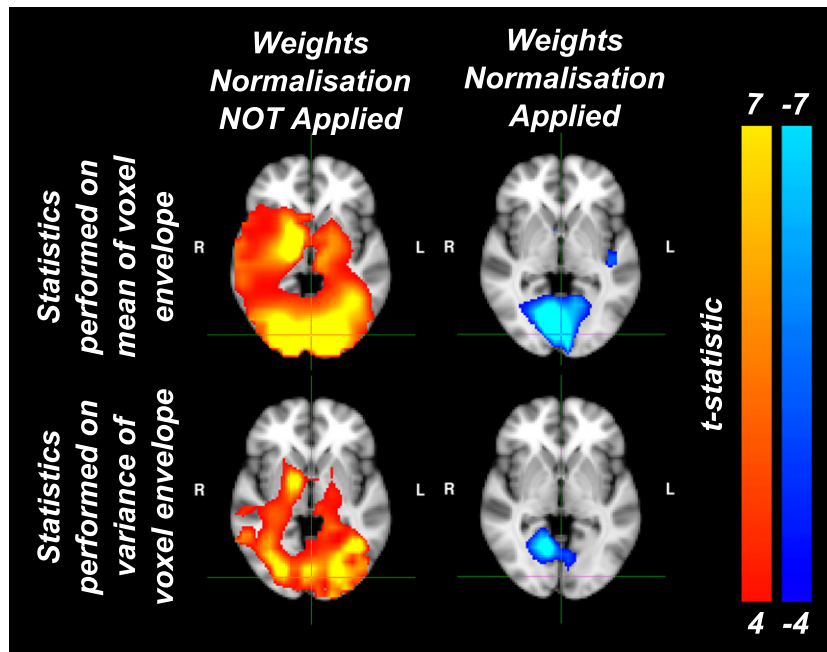 Weights
Normalisation
NOT Applied
Weights
Normalisation
Applied
7 -7
Statistics
performed on
mean of voxel
envelope
R L R L
Statistics
performed on
variance of
voxel envelope
R L R L
t-statistic
4 -4